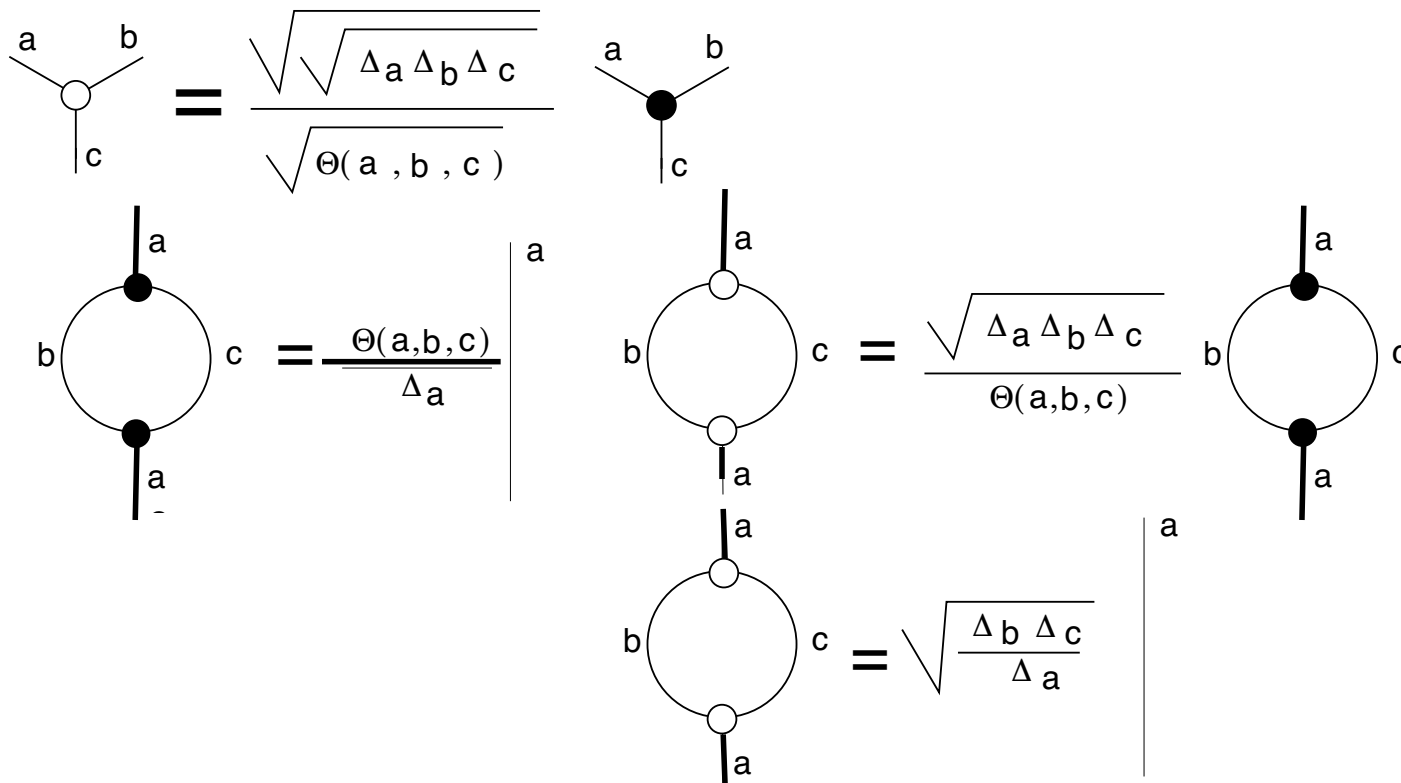 a b c = √√Δa Δb Δc / √Θ(a , b , c) a b c
a b c a = Θ(a,b,c) / Δa a
a b c a = √Δa Δb Δc / Θ(a,b,c) a b c a
a b c a = √Δb Δc / Δa a